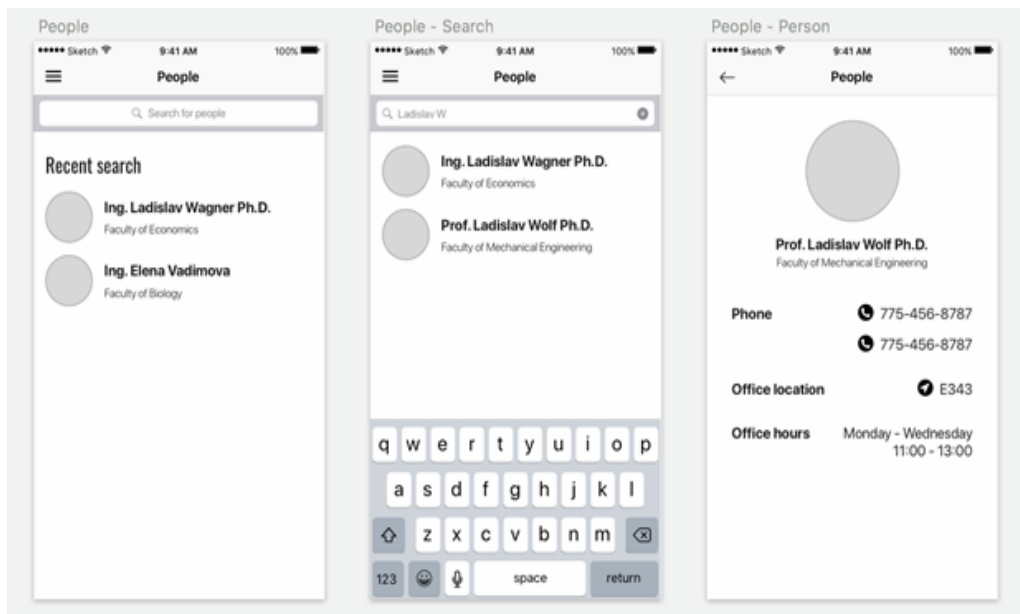 People
Sketch 9:41 AM 100%
People
Search for people
Recent search
Ing. Ladislav Wagner Ph.D.
Faculty of Economics
Ing. Elena Vadimova
Faculty of Biology
People - Search
Sketch 9:41 AM 100%
People
Ladislav W
Ing. Ladislav Wagner Ph.D.
Faculty of Economics
Prof. Ladislav Wolf Ph.D.
Faculty of Mechanical Engineering
q w e r t y u i o p
a s d f g h j k l
z x c v b n m
123 space return
People - Person
Sketch 9:41 AM 100%
People
Prof. Ladislav Wolf Ph.D.
Faculty of Mechanical Engineering
Phone 775-456-8787
775-456-8787
Office location E343
Office hours Monday - Wednesday
11:00 - 13:00